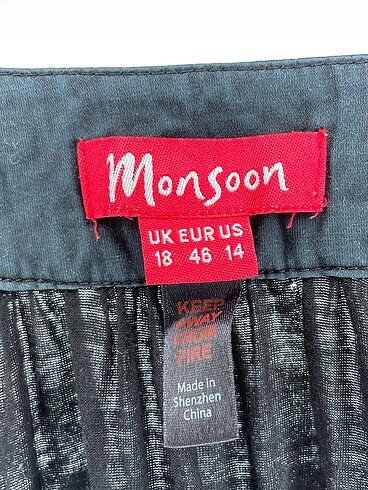 Monsoon
UK EUR US
18 46 14
KEEP
AWAY
FROM
FIRE
Made in
Shenzhen
China